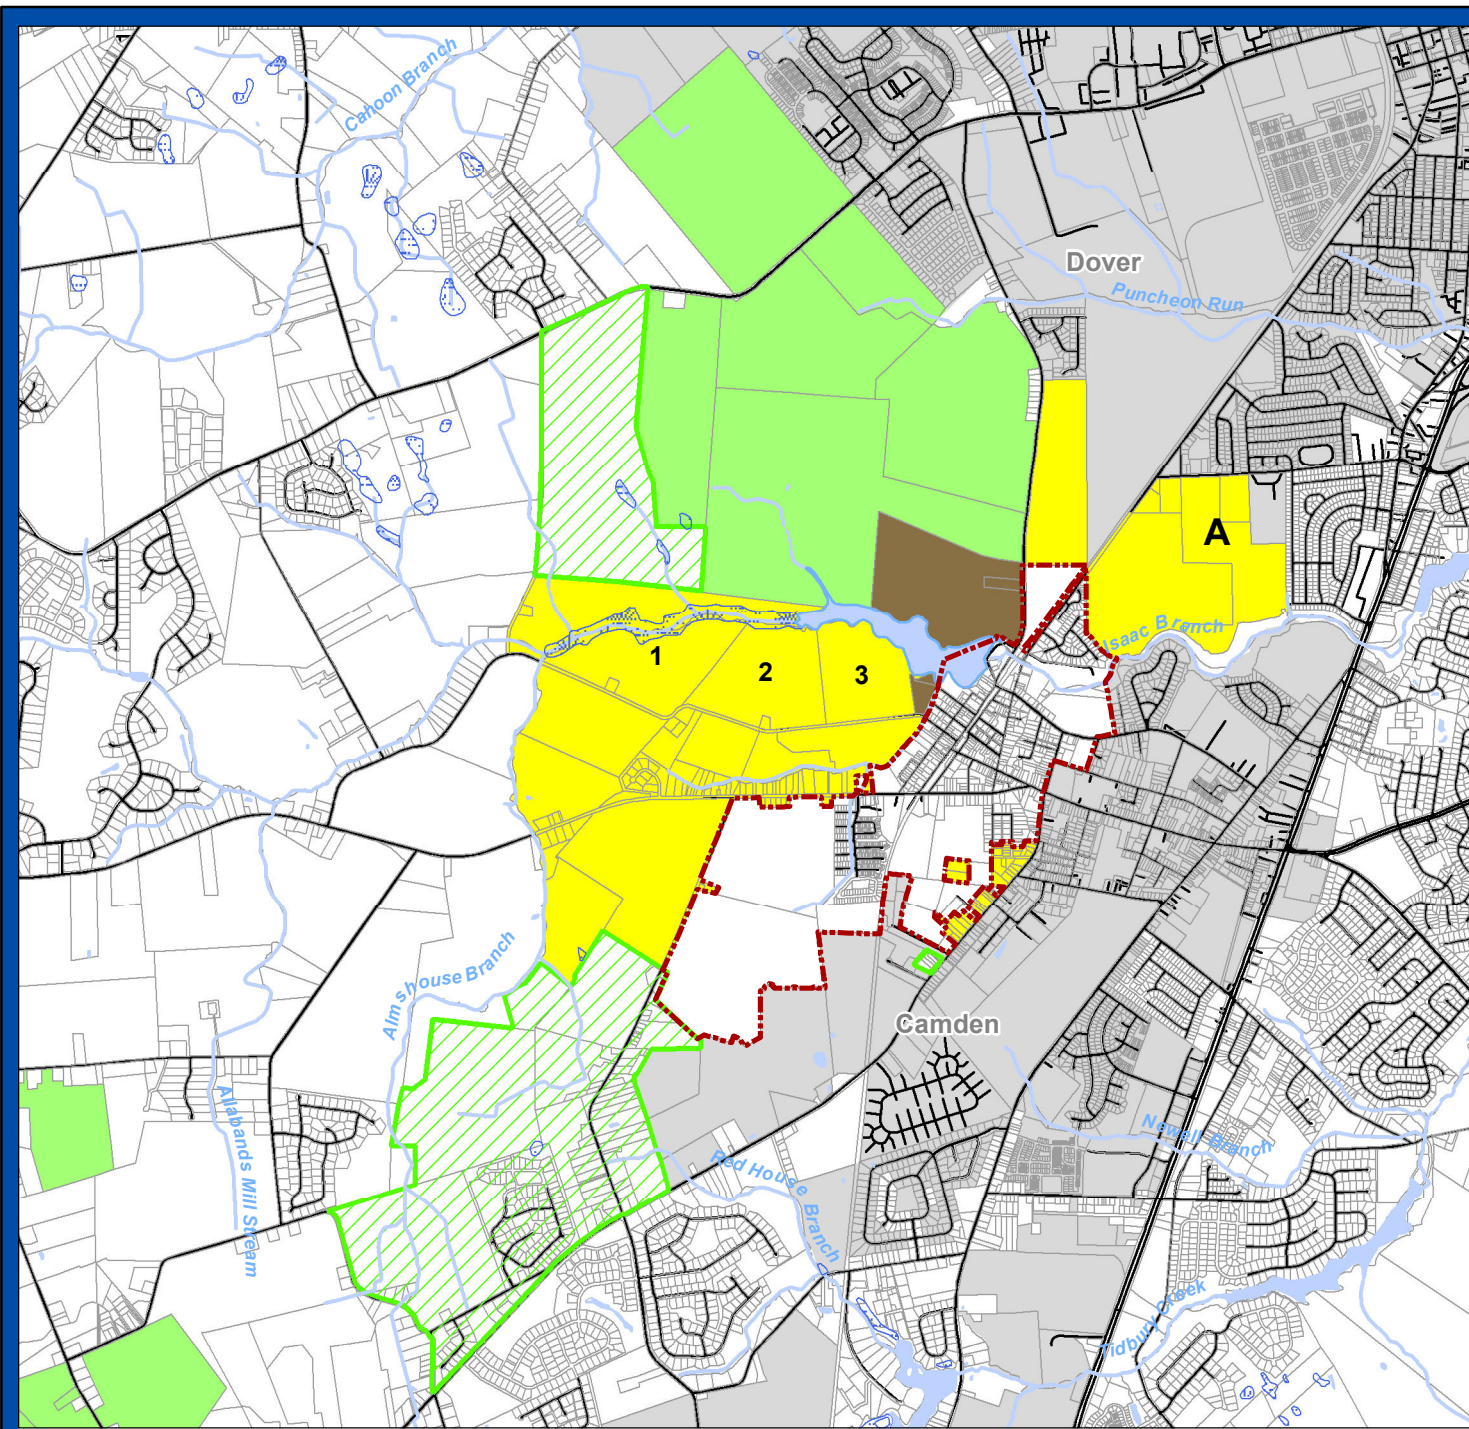 Cahoon Branch
Dover
Puncheon Run
A
Isaac Branch
1
2
3
Almshouse Branch
Camden
Allabands Mill Stream
Newell Branch
Red House Branch
Tidbury Creek